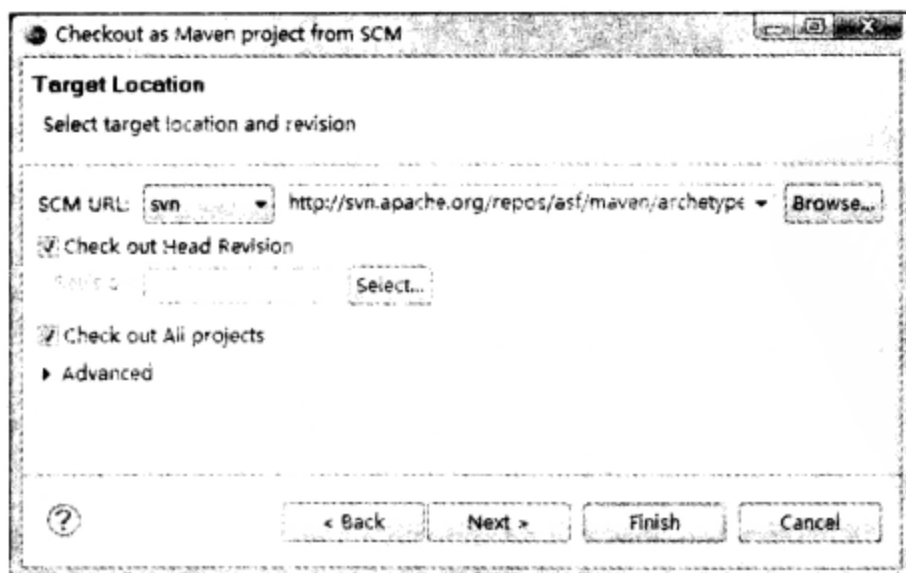 Checkout as Maven project from SCM
Target Location
Select target location and revision
SCM URL: svn http://svn.apache.org/repos/asf/maven/archetype Browse...
Check out Head Revision
Select...
Check out All projects
Advanced
? < Back Next > Finish Cancel